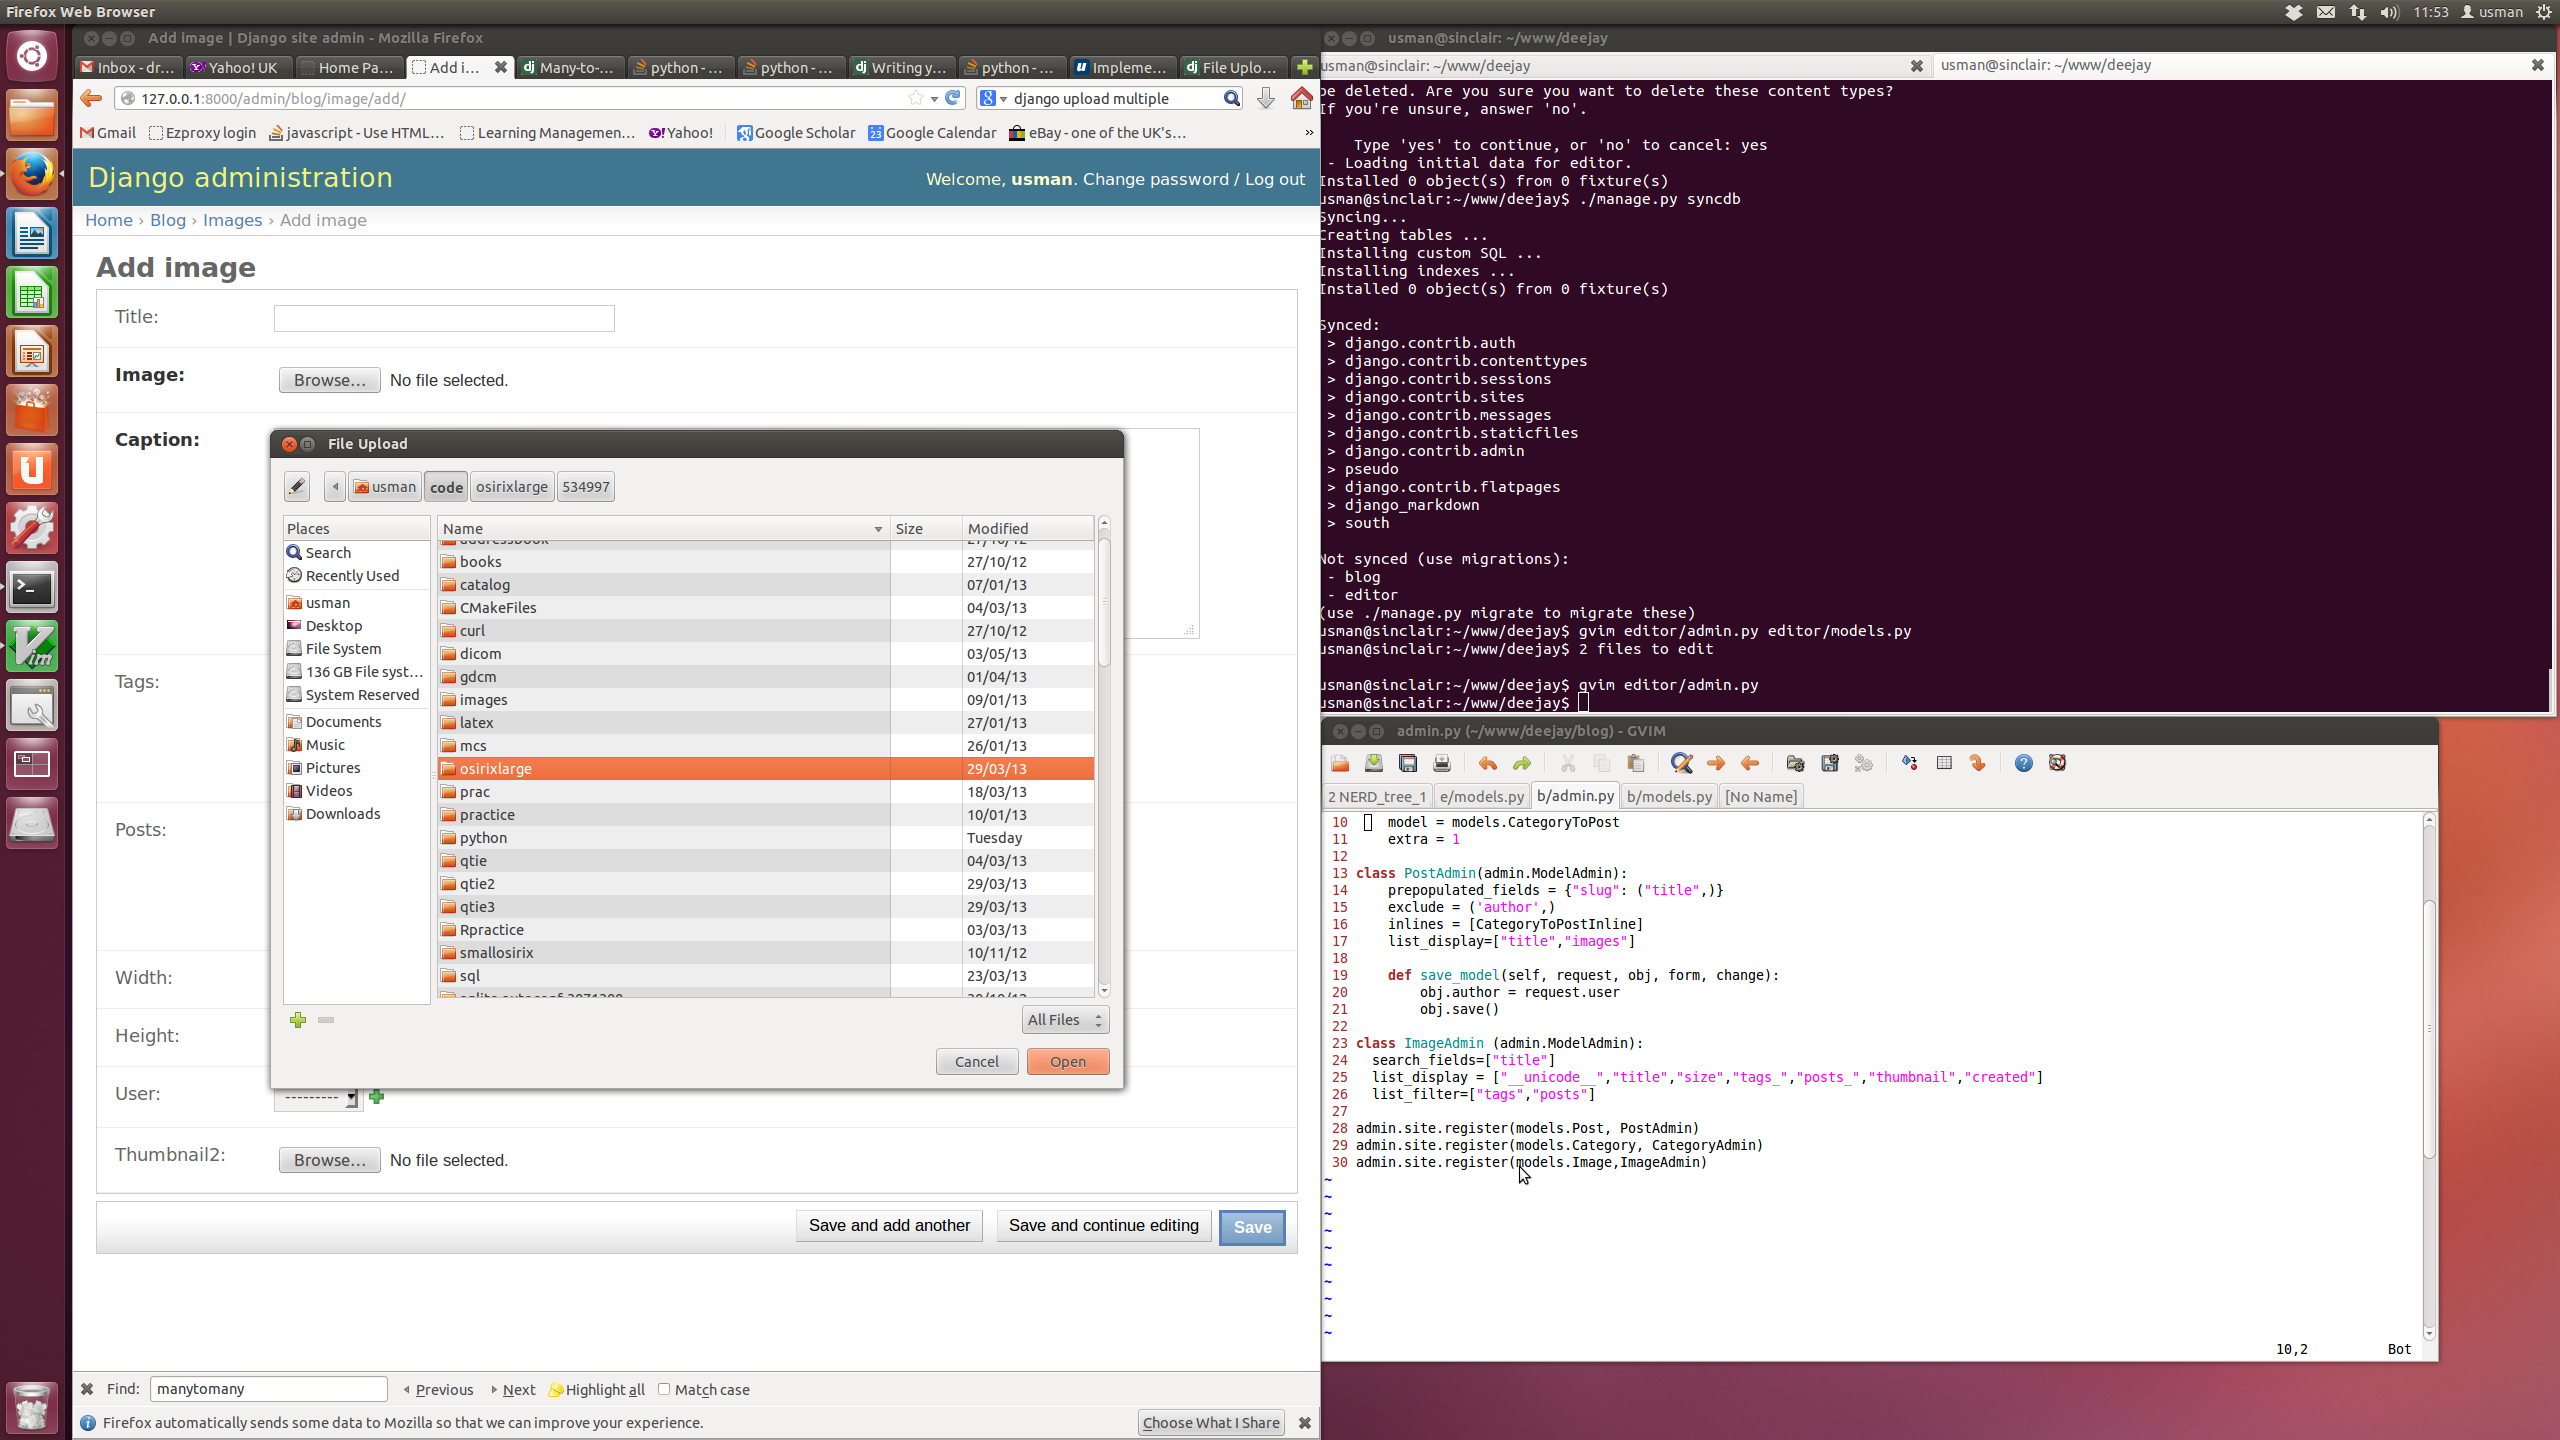 Firefox Web Browser
11:53 usman
Add image | Django site admin - Mozilla Firefox
Inbox - dr... Yahoo! UK Home Pa... Add i... Many-to-... python - ... python - ... Writing y... python - ... Impleme... File Uplo...
127.0.0.1:8000/admin/blog/image/add/
django upload multiple
Gmail Ezproxy login javascript - Use HTML... Learning Managemen... Yahoo! Google Scholar Google Calendar eBay - one of the UK's... »
Django administration
Welcome, usman. Change password / Log out
Home › Blog › Images › Add image
Add image
Title:
Image: Browse... No file selected.
Caption:
Tags:
Posts:
Width:
Height:
User: ---------
Thumbnail2: Browse... No file selected.
Save and add another Save and continue editing Save
File Upload
usman code osirixlarge 534997
Places
Search
Recently Used
usman
Desktop
File System
136 GB File syst...
System Reserved
Documents
Music
Pictures
Videos
Downloads
Name Size Modified
addressbook 27/10/12
books 27/10/12
catalog 07/01/13
CMakeFiles 04/03/13
curl 27/10/12
dicom 03/05/13
gdcm 01/04/13
images 09/01/13
latex 27/01/13
mcs 26/01/13
osirixlarge 29/03/13
prac 18/03/13
practice 10/01/13
python Tuesday
qtie 04/03/13
qtie2 29/03/13
qtie3 29/03/13
Rpractice 03/03/13
smallosirix 10/11/12
sql 23/03/13
All Files
Cancel Open
Find: manytomany Previous Next Highlight all Match case
Firefox automatically sends some data to Mozilla so that we can improve your experience. Choose What I Share
usman@sinclair: ~/www/deejay
usman@sinclair: ~/www/deejay usman@sinclair: ~/www/deejay
be deleted. Are you sure you want to delete these content types?
If you're unsure, answer 'no'.
Type 'yes' to continue, or 'no' to cancel: yes
- Loading initial data for editor.
Installed 0 object(s) from 0 fixture(s)
usman@sinclair:~/www/deejay$ ./manage.py syncdb
Syncing...
Creating tables ...
Installing custom SQL ...
Installing indexes ...
Installed 0 object(s) from 0 fixture(s)
Synced:
> django.contrib.auth
> django.contrib.contenttypes
> django.contrib.sessions
> django.contrib.sites
> django.contrib.messages
> django.contrib.staticfiles
> django.contrib.admin
> pseudo
> django.contrib.flatpages
> django_markdown
> south
Not synced (use migrations):
- blog
- editor
(use ./manage.py migrate to migrate these)
usman@sinclair:~/www/deejay$ gvim editor/admin.py editor/models.py
usman@sinclair:~/www/deejay$ 2 files to edit
usman@sinclair:~/www/deejay$ gvim editor/admin.py
usman@sinclair:~/www/deejay$
admin.py (~/www/deejay/blog) - GVIM
2 NERD_tree_1 e/models.py b/admin.py b/models.py [No Name]
10 model = models.CategoryToPost
11 extra = 1
12
13 class PostAdmin(admin.ModelAdmin):
14 prepopulated_fields = {"slug": ("title",)}
15 exclude = ('author',)
16 inlines = [CategoryToPostInline]
17 list_display=["title","images"]
18
19 def save_model(self, request, obj, form, change):
20 obj.author = request.user
21 obj.save()
22
23 class ImageAdmin (admin.ModelAdmin):
24 search_fields=["title"]
25 list_display = ["__unicode__","title","size","tags_","posts_","thumbnail","created"]
26 list_filter=["tags","posts"]
27
28 admin.site.register(models.Post, PostAdmin)
29 admin.site.register(models.Category, CategoryAdmin)
30 admin.site.register(models.Image,ImageAdmin)
~
~
~
~
~
~
~
~
~
~
10,2 Bot